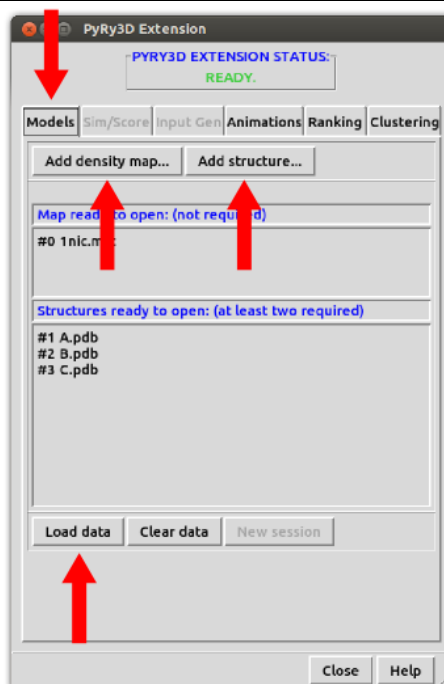 PyRy3D Extension
PYRY3D EXTENSION STATUS:
READY.
Models Sim/Score Input Gen Animations Ranking Clustering
Add density map... Add structure...
Map ready to open: (not required)
#0 1nic.
Structures ready to open: (at least two required)
#1 A.pdb
#2 B.pdb
#3 C.pdb
Load data Clear data New session
Close Help